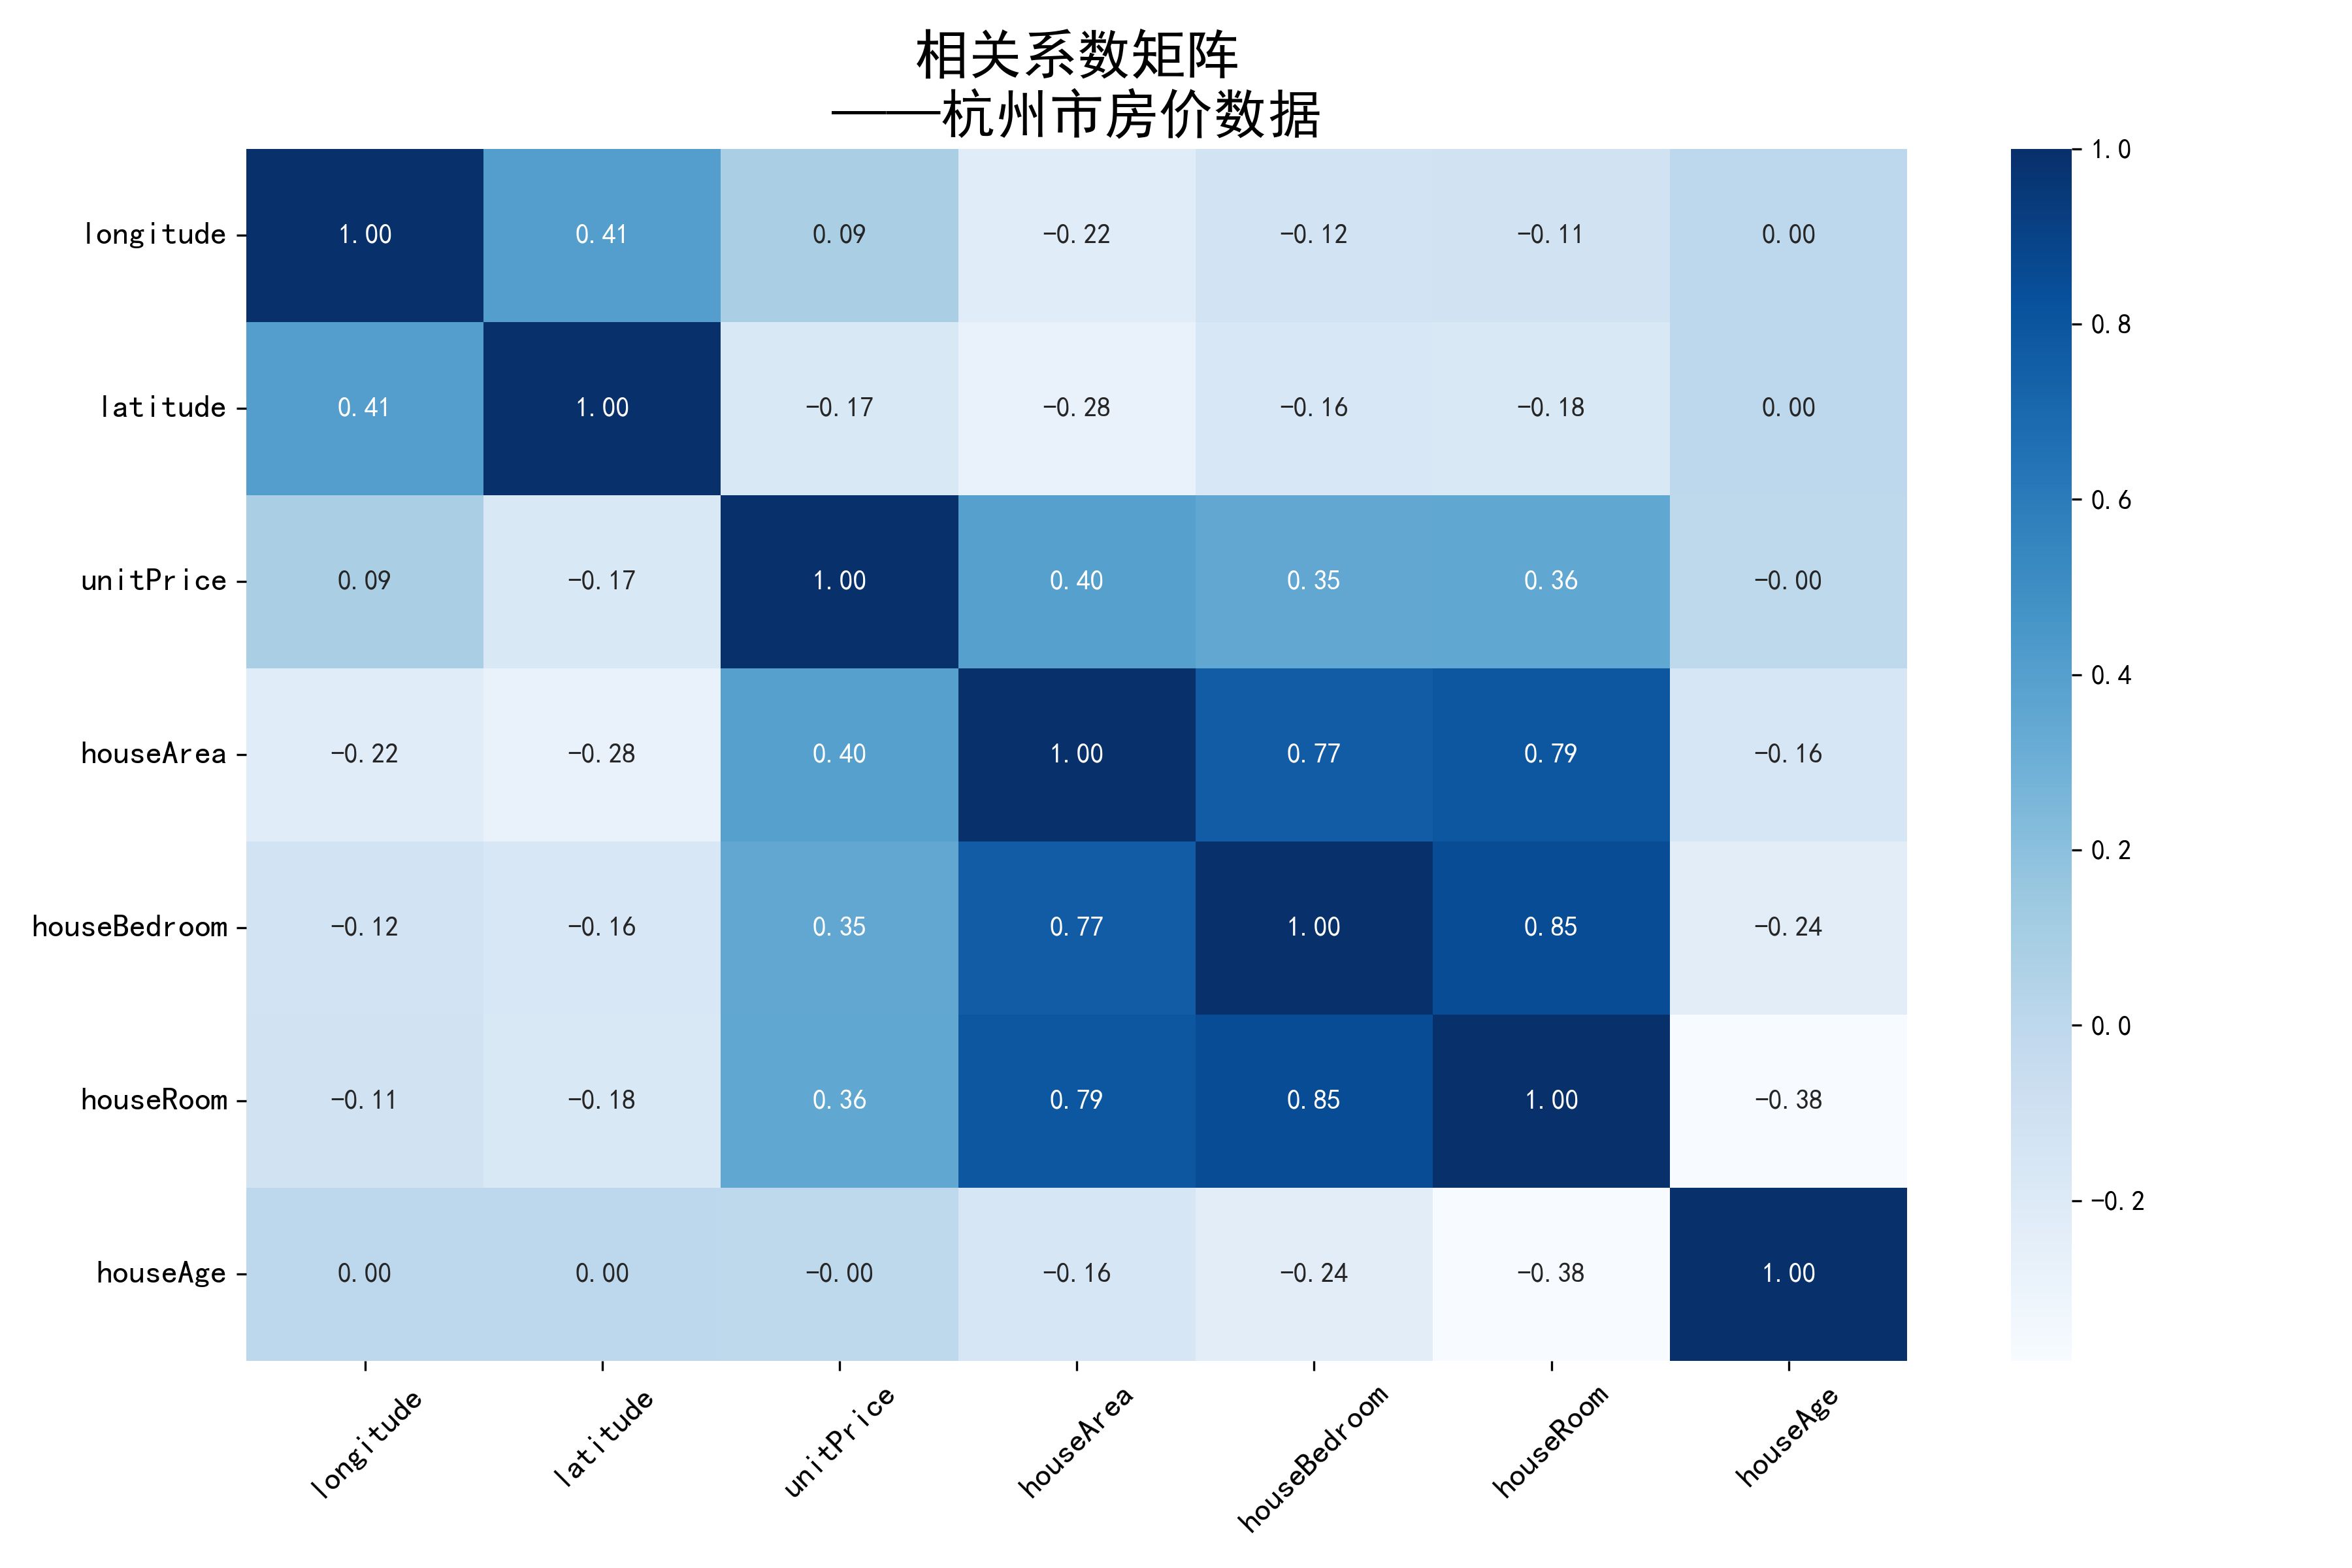 相关系数矩阵
——杭州市房价数据
longitude 1.00 0.41 0.09 -0.22 -0.12 -0.11 0.00
latitude 0.41 1.00 -0.17 -0.28 -0.16 -0.18 0.00
unitPrice 0.09 -0.17 1.00 0.40 0.35 0.36 -0.00
houseArea -0.22 -0.28 0.40 1.00 0.77 0.79 -0.16
houseBedroom -0.12 -0.16 0.35 0.77 1.00 0.85 -0.24
houseRoom -0.11 -0.18 0.36 0.79 0.85 1.00 -0.38
houseAge 0.00 0.00 -0.00 -0.16 -0.24 -0.38 1.00
longitude latitude unitPrice houseArea houseBedroom houseRoom houseAge
1.0
0.8
0.6
0.4
0.2
0.0
-0.2